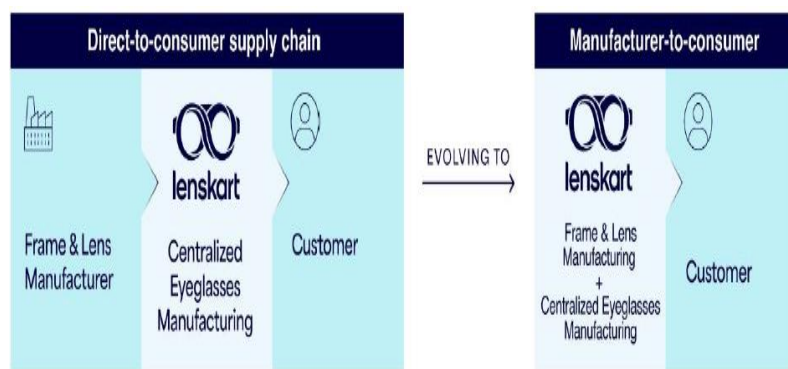 Direct-to-consumer supply chain
Frame & Lens
Manufacturer
lenskart
Centralized
Eyeglasses
Manufacturing
Customer
EVOLVING TO
Manufacturer-to-consumer
lenskart
Frame & Lens
Manufacturing
+
Centralized Eyeglasses
Manufacturing
Customer